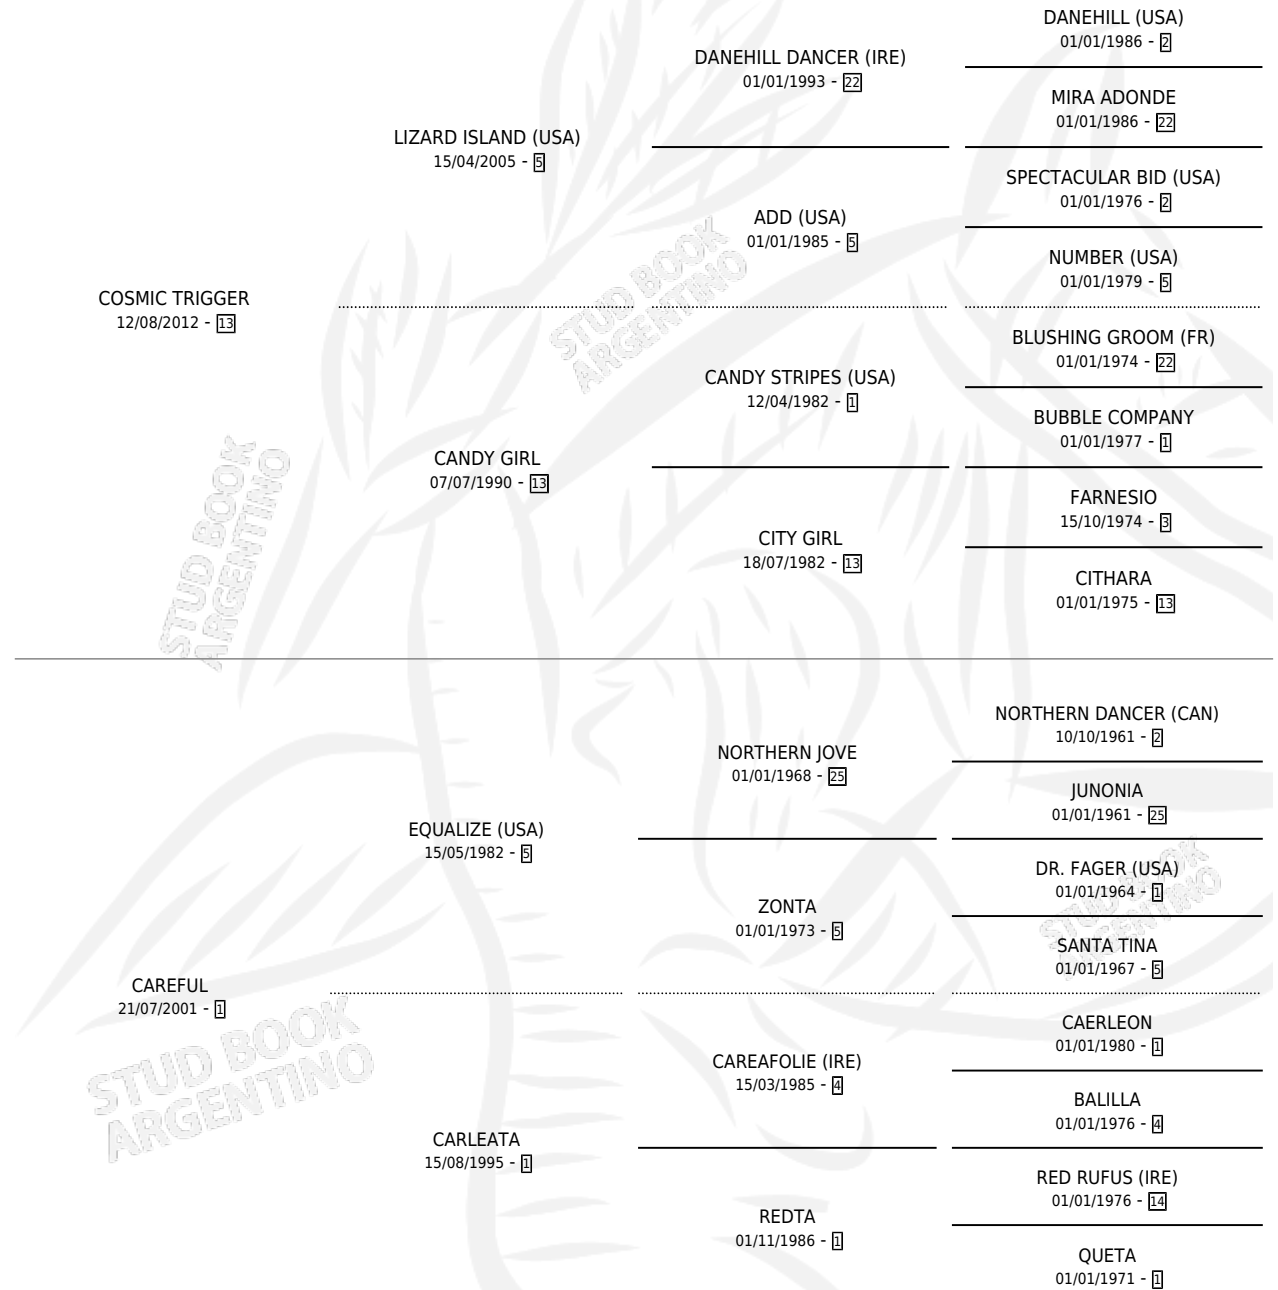 DANEHILL (USA)
01/01/1986 - 2
DANEHILL DANCER (IRE)
01/01/1993 - 22
MIRA ADONDE
01/01/1986 - 22
LIZARD ISLAND (USA)
15/04/2005 - 5
SPECTACULAR BID (USA)
01/01/1976 - 2
ADD (USA)
01/01/1985 - 5
NUMBER (USA)
01/01/1979 - 5
COSMIC TRIGGER
12/08/2012 - 13
BLUSHING GROOM (FR)
01/01/1974 - 22
CANDY STRIPES (USA)
12/04/1982 - 1
BUBBLE COMPANY
01/01/1977 - 1
CANDY GIRL
07/07/1990 - 13
FARNESIO
15/10/1974 - 3
CITY GIRL
18/07/1982 - 13
CITHARA
01/01/1975 - 13
NORTHERN DANCER (CAN)
10/10/1961 - 2
NORTHERN JOVE
01/01/1968 - 25
JUNONIA
01/01/1961 - 25
EQUALIZE (USA)
15/05/1982 - 5
DR. FAGER (USA)
01/01/1964 - 1
ZONTA
01/01/1973 - 5
SANTA TINA
01/01/1967 - 5
CAREFUL
21/07/2001 - 1
CAERLEON
01/01/1980 - 1
CAREAFOLIE (IRE)
15/03/1985 - 4
BALILLA
01/01/1976 - 4
CARLEATA
15/08/1995 - 1
RED RUFUS (IRE)
01/01/1976 - 14
REDTA
01/11/1986 - 1
QUETA
01/01/1971 - 1
STUD BOOK
ARGENTINO
STUD BOOK
ARGENTINO
STUD BOOK
ARGENTINO
STUD BOOK
ARGENTINO